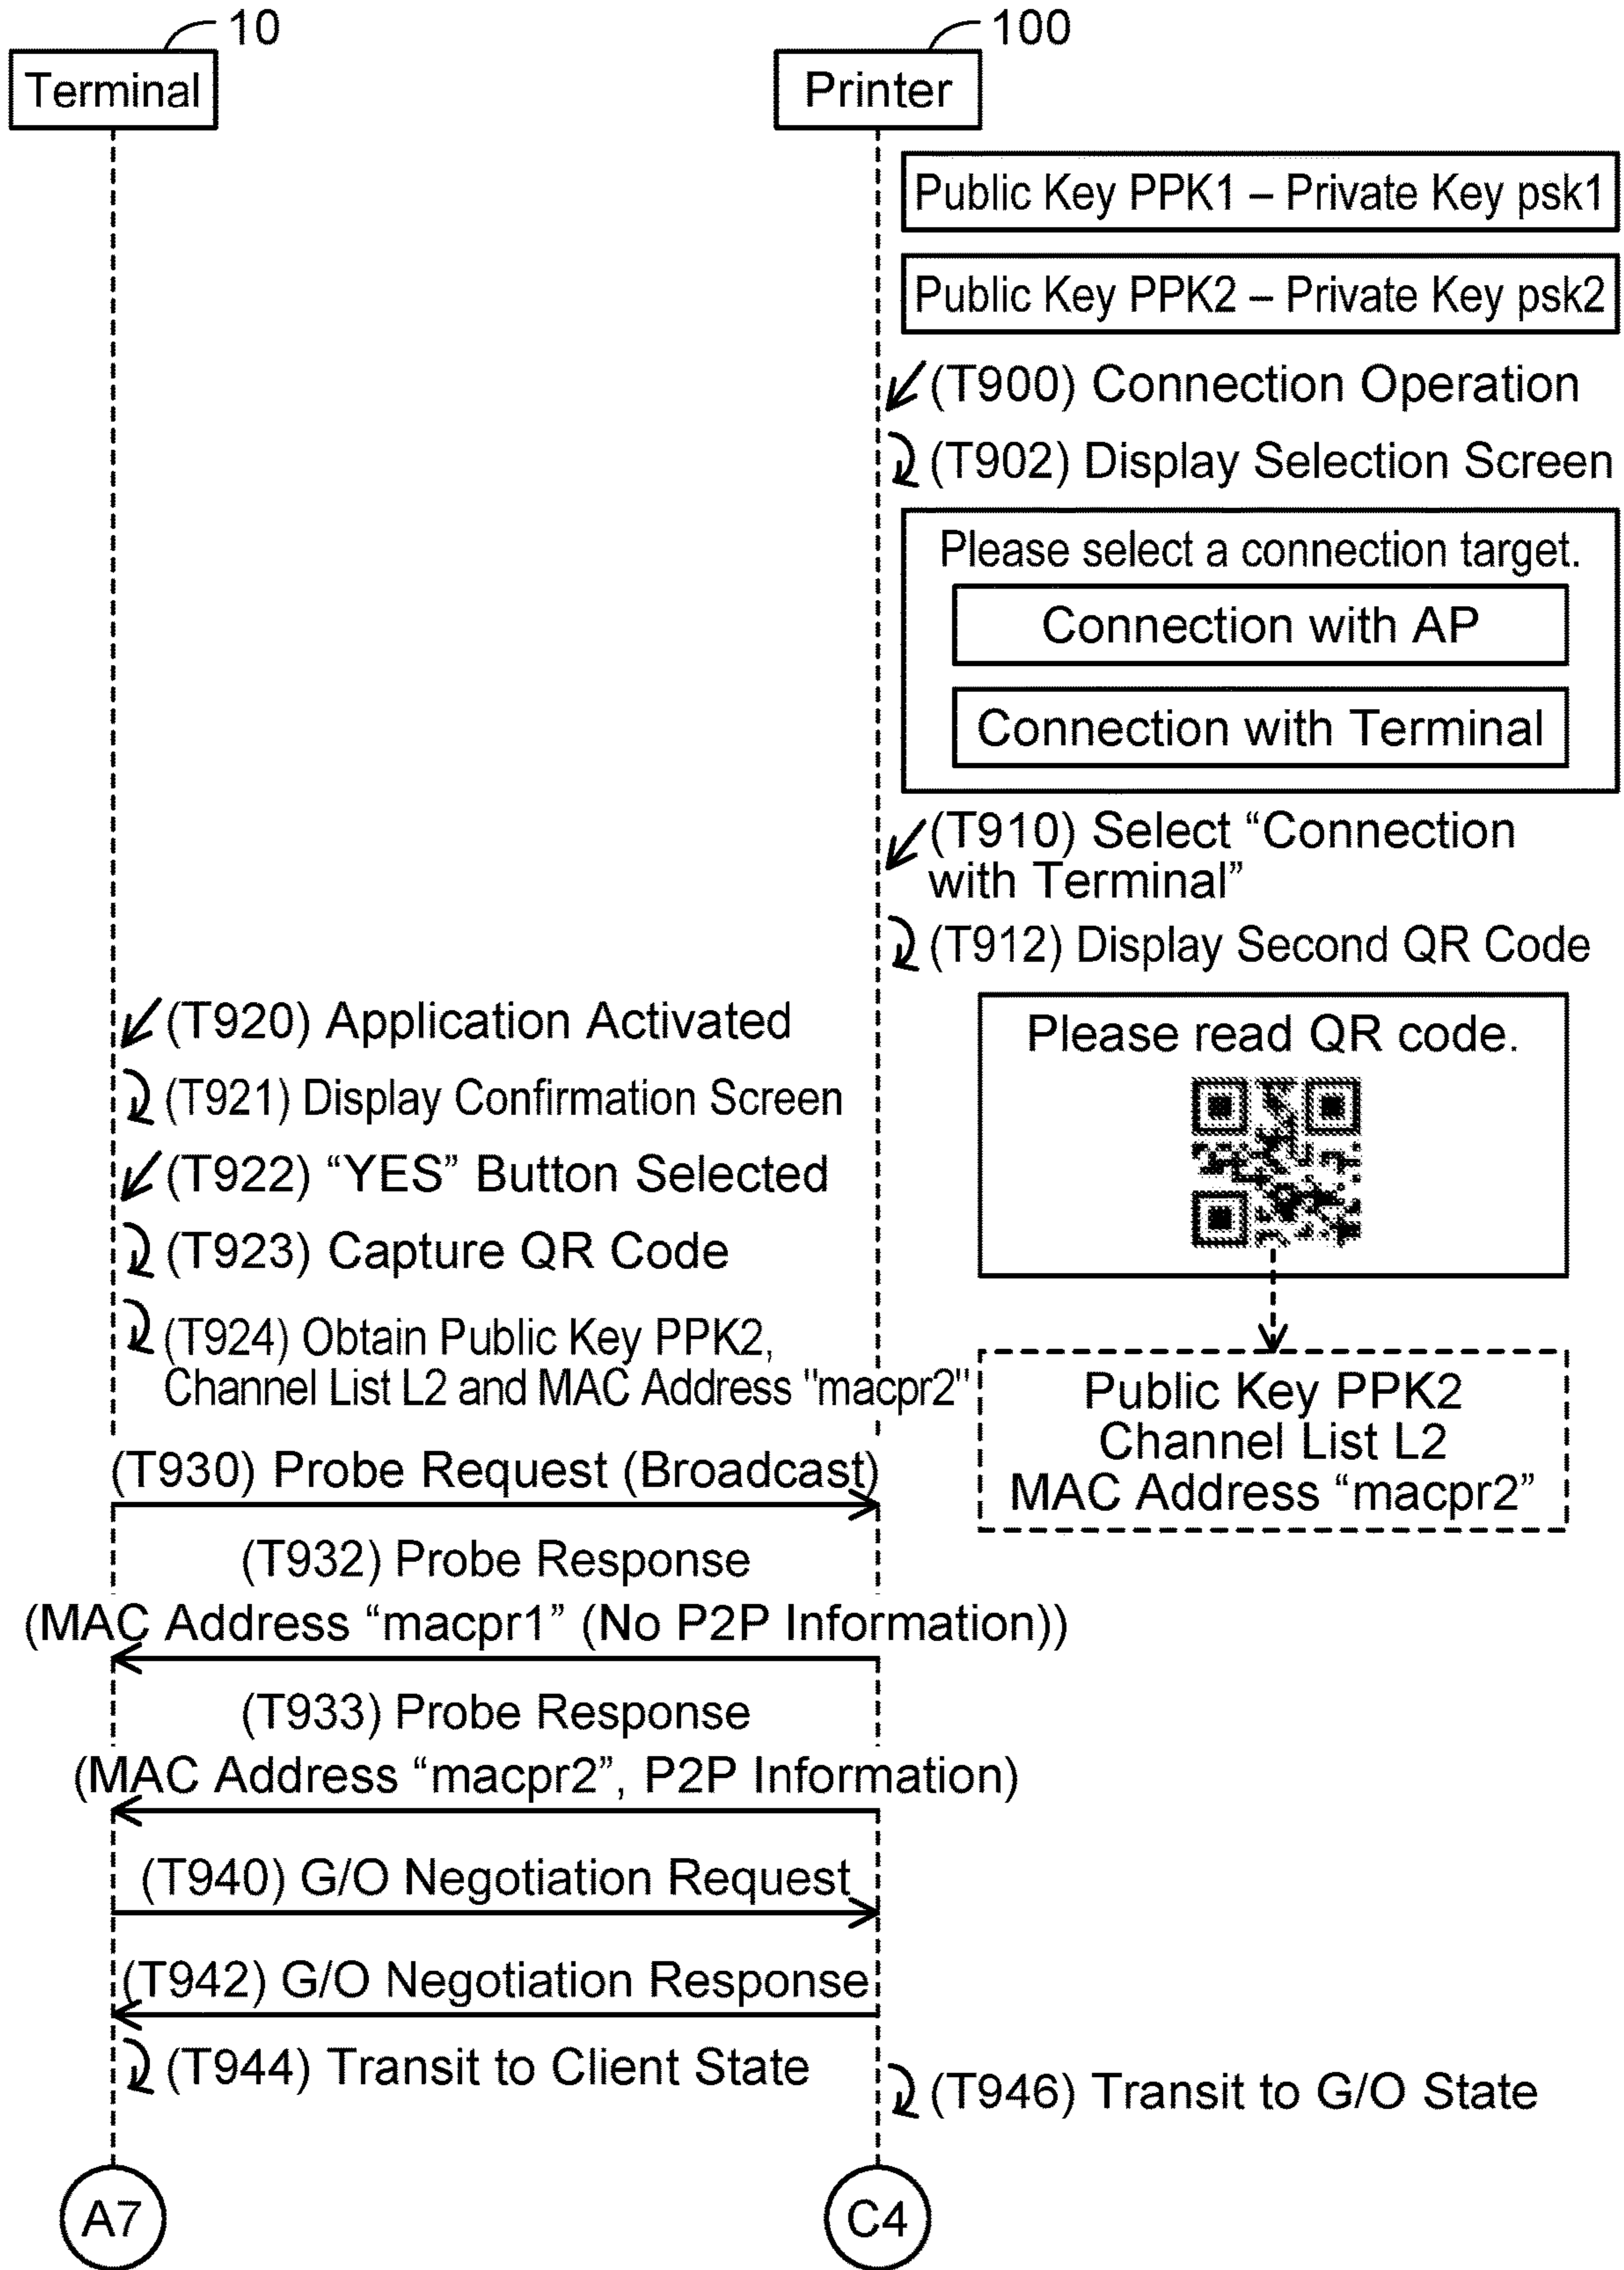 10
100
Terminal
Printer
Public Key PPK1 – Private Key psk1
Public Key PPK2 – Private Key psk2
(T900) Connection Operation
(T902) Display Selection Screen
Please select a connection target.
Connection with AP
Connection with Terminal
(T910) Select “Connection
with Terminal”
(T912) Display Second QR Code
Please read QR code.
Public Key PPK2
Channel List L2
MAC Address “macpr2”
(T920) Application Activated
(T921) Display Confirmation Screen
(T922) “YES” Button Selected
(T923) Capture QR Code
(T924) Obtain Public Key PPK2,
Channel List L2 and MAC Address "macpr2"
(T930) Probe Request (Broadcast)
(T932) Probe Response
(MAC Address “macpr1” (No P2P Information))
(T933) Probe Response
(MAC Address “macpr2”, P2P Information)
(T940) G/O Negotiation Request
(T942) G/O Negotiation Response
(T944) Transit to Client State
(T946) Transit to G/O State
A7
C4